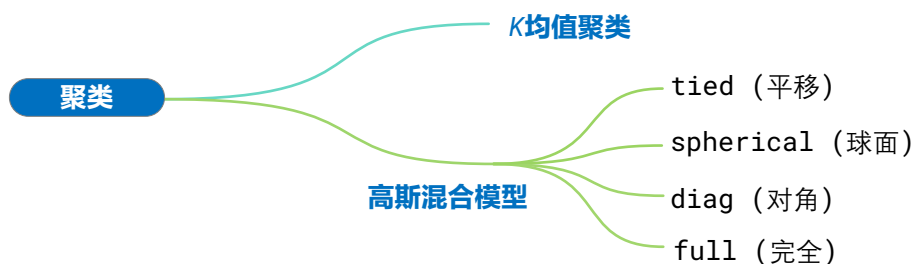 K均值聚类
聚类
tied (平移)
spherical (球面)
高斯混合模型
diag (对角)
full (完全)